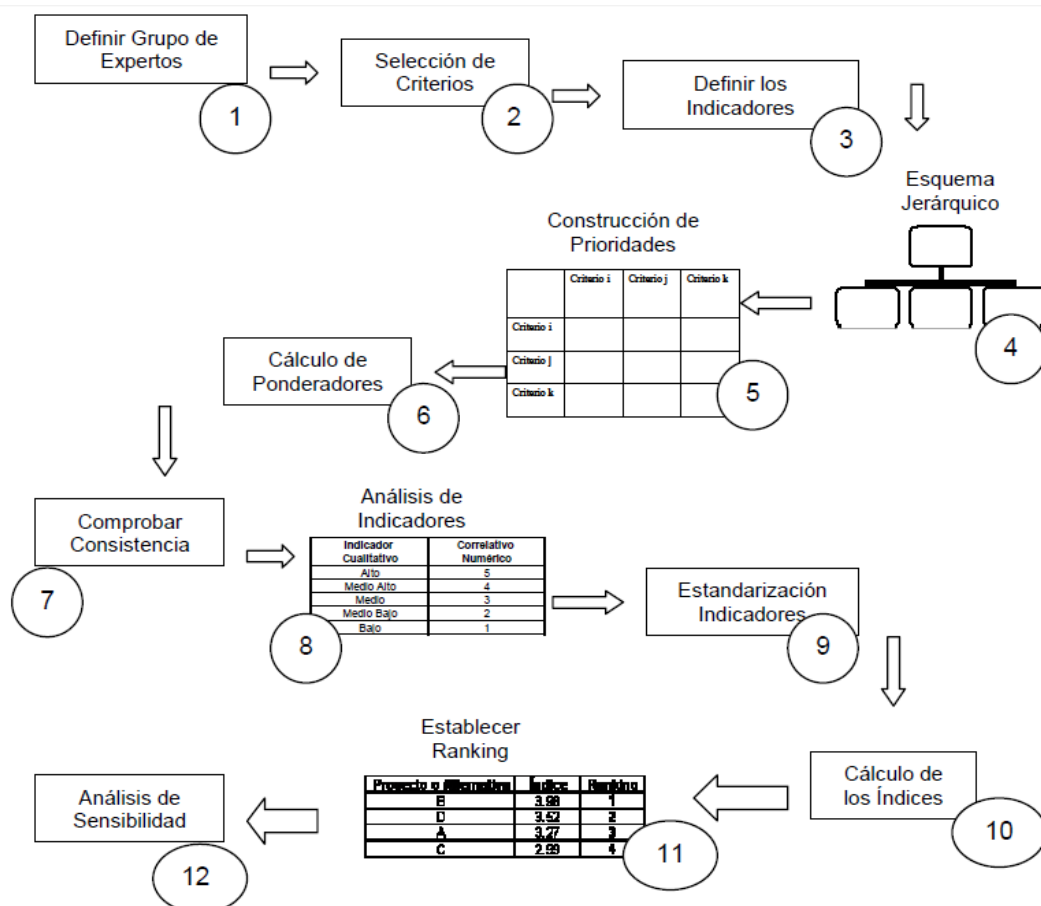 Definir Grupo de
Expertos
1
Selección de
Criterios
2
Definir los
Indicadores
3
Esquema
Jerárquico
4
Construcción de
Prioridades
Criterio i Criterio j Criterio k
Criterio i
Criterio j
Criterio k
5
Cálculo de
Ponderadores
6
Comprobar
Consistencia
7
Análisis de
Indicadores
Indicador Correlativo
Cualitativo Numérico
Alto 5
Medio Alto 4
Medio 3
Medio Bajo 2
Bajo 1
8
Estandarización
Indicadores
9
Cálculo de
los Índices
10
Establecer
Ranking
Proyecto o Alternativa Índice Ranking
B 3.98 1
D 3.52 2
A 3.27 3
C 2.99 4
11
Análisis de
Sensibilidad
12